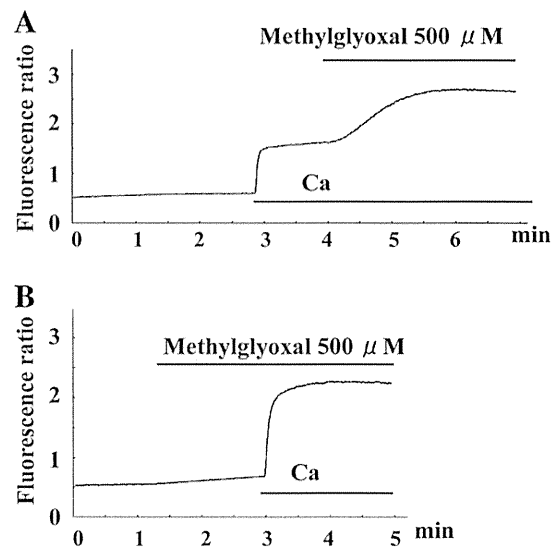 A
Methylglyoxal 500 μM
Fluorescence ratio
3
2
1
0
Ca
0 1 2 3 4 5 6 min
B
Methylglyoxal 500 μM
Fluorescence ratio
3
2
1
0
Ca
0 1 2 3 4 5 min